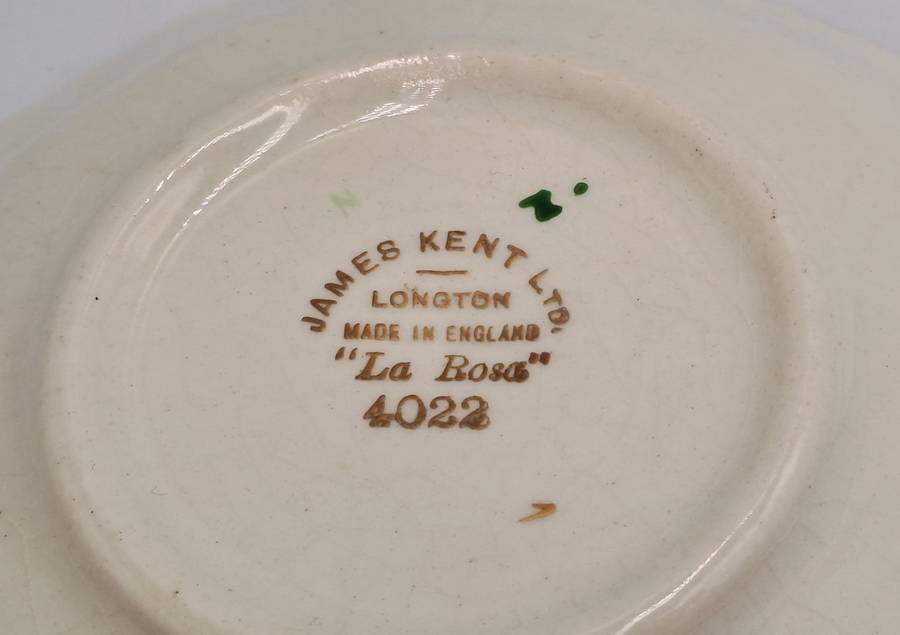 JAMES KENT LTD.
LONGTON
MADE IN ENGLAND
"La Rosa"
4022